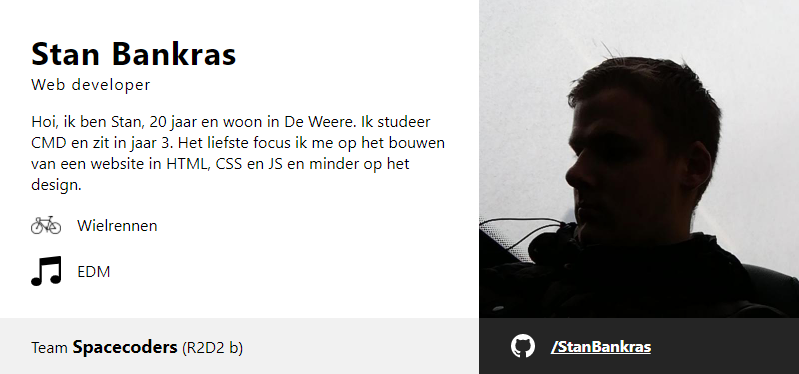 Stan Bankras
Web developer
Hoi, ik ben Stan, 20 jaar en woon in De Weere. Ik studeer
CMD en zit in jaar 3. Het liefste focus ik me op het bouwen
van een website in HTML, CSS en JS en minder op het
design.
Wielrennen
EDM
Team Spacecoders (R2D2 b)
/StanBankras